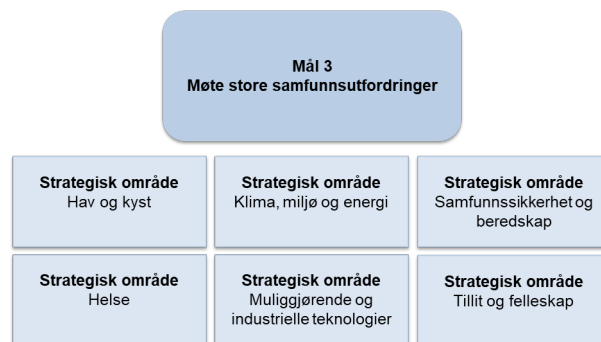 Mål 3
Møte store samfunnsutfordringer
Strategisk område
Hav og kyst
Strategisk område
Klima, miljø og energi
Strategisk område
Samfunnssikkerhet og
beredskap
Strategisk område
Helse
Strategisk område
Muliggjørende og
industrielle teknologier
Strategisk område
Tillit og felleskap